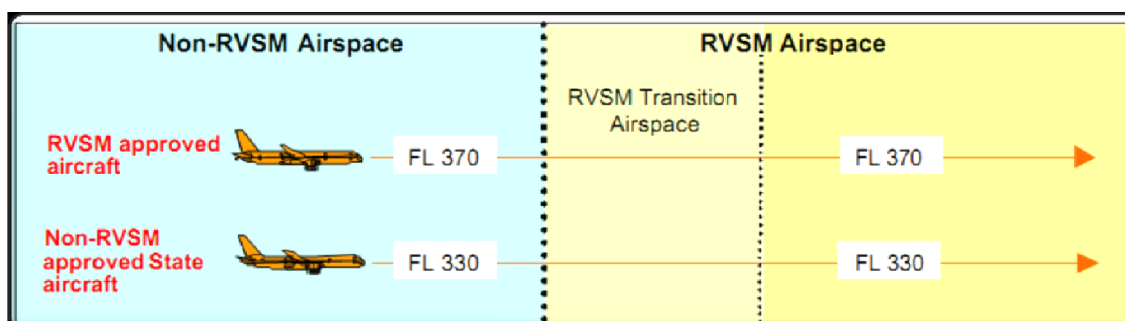 Non-RVSM Airspace
RVSM Airspace
RVSM Transition
Airspace
RVSM approved
aircraft
FL 370
FL 370
Non-RVSM
approved State
aircraft
FL 330
FL 330